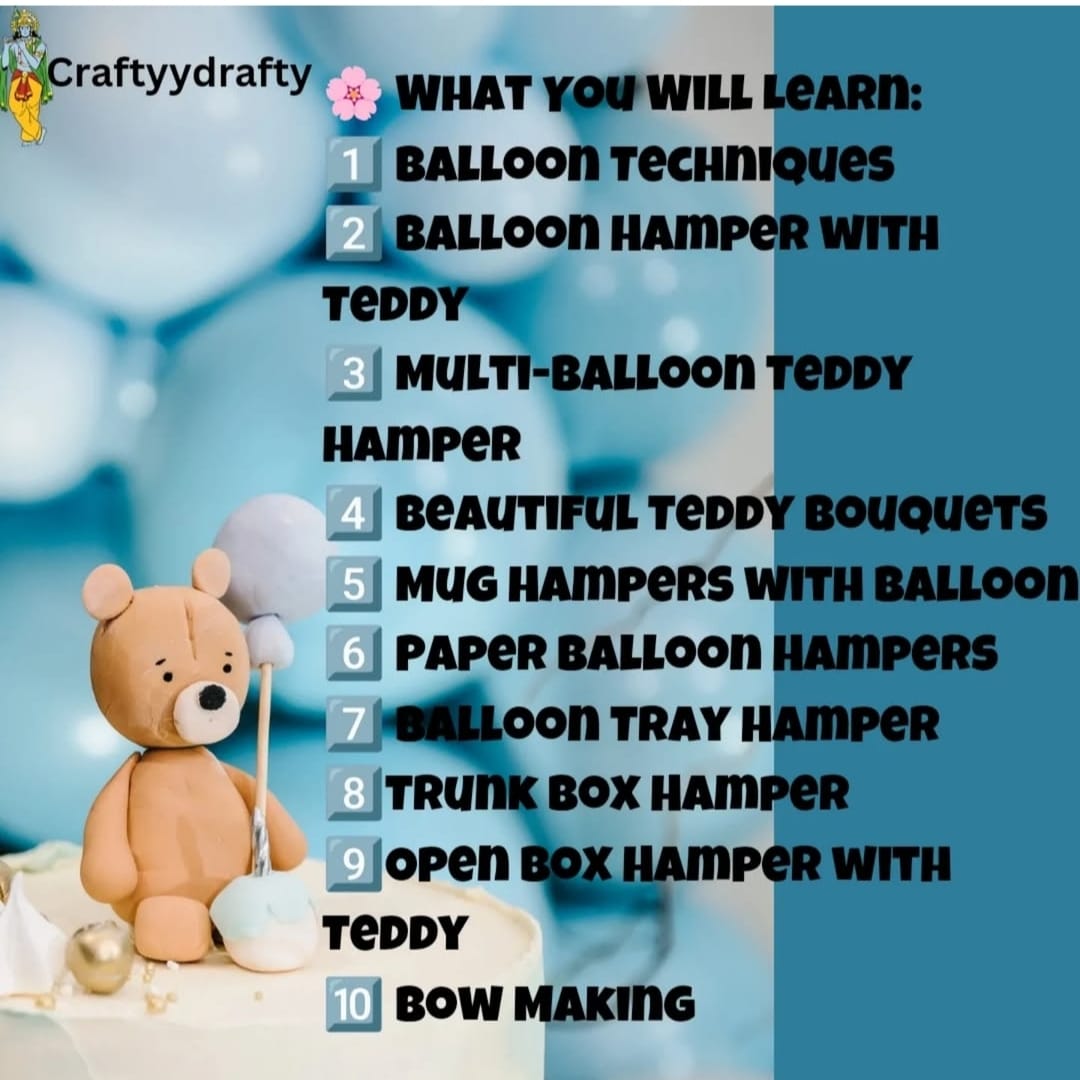 Craftyydrafty
🌸 WHAT YOU WILL LEARN:
1️⃣ BALLOON TECHNIQUES
2️⃣ BALLOON HAMPER WITH
TEDDY
3️⃣ MULTI-BALLOON TEDDY
HAMPER
4️⃣ BEAUTIFUL TEDDY BOUQUETS
5️⃣ MUG HAMPERS WITH BALLOON
6️⃣ PAPER BALLOON HAMPERS
7️⃣ BALLOON TRAY HAMPER
8️⃣ TRUNK BOX HAMPER
9️⃣ OPEN BOX HAMPER WITH
TEDDY
🔟 BOW MAKING